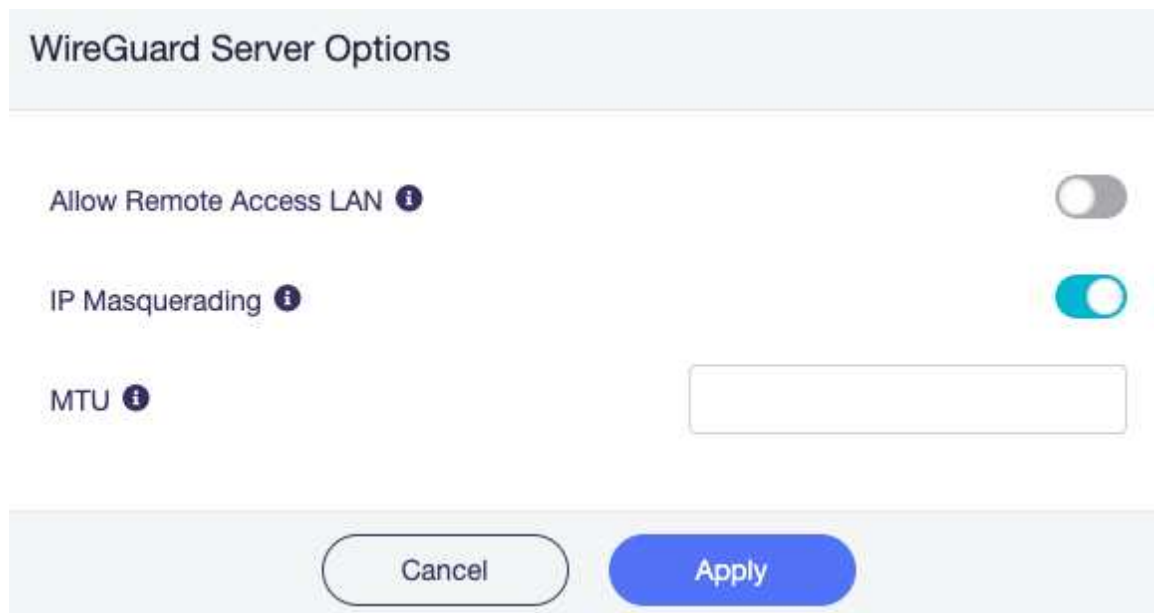 WireGuard Server Options
Allow Remote Access LAN
IP Masquerading
MTU
Cancel Apply